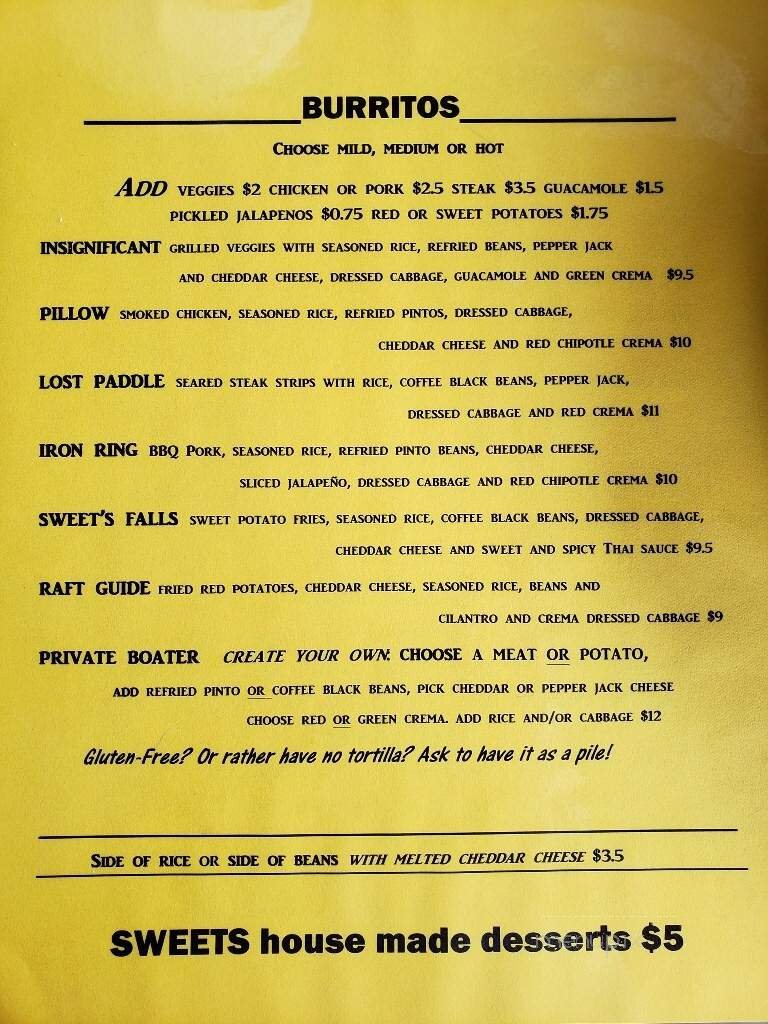 BURRITOS
CHOOSE MILD, MEDIUM OR HOT
ADD VEGGIES $2 CHICKEN OR PORK $2.5 STEAK $3.5 GUACAMOLE $1.5
PICKLED JALAPENOS $0.75 RED OR SWEET POTATOES $1.75
INSIGNIFICANT GRILLED VEGGIES WITH SEASONED RICE, REFRIED BEANS, PEPPER JACK
AND CHEDDAR CHEESE, DRESSED CABBAGE, GUACAMOLE AND GREEN CREMA $9.5
PILLOW SMOKED CHICKEN, SEASONED RICE, REFRIED PINTOS, DRESSED CABBAGE,
CHEDDAR CHEESE AND RED CHIPOTLE CREMA $10
LOST PADDLE SEARED STEAK STRIPS WITH RICE, COFFEE BLACK BEANS, PEPPER JACK,
DRESSED CABBAGE AND RED CREMA $11
IRON RING BBQ PORK, SEASONED RICE, REFRIED PINTO BEANS, CHEDDAR CHEESE,
SLICED JALAPEÑO, DRESSED CABBAGE AND RED CHIPOTLE CREMA $10
SWEET'S FALLS SWEET POTATO FRIES, SEASONED RICE, COFFEE BLACK BEANS, DRESSED CABBAGE,
CHEDDAR CHEESE AND SWEET AND SPICY THAI SAUCE $9.5
RAFT GUIDE FRIED RED POTATOES, CHEDDAR CHEESE, SEASONED RICE, BEANS AND
CILANTRO AND CREMA DRESSED CABBAGE $9
PRIVATE BOATER CREATE YOUR OWN: CHOOSE A MEAT OR POTATO,
ADD REFRIED PINTO OR COFFEE BLACK BEANS, PICK CHEDDAR OR PEPPER JACK CHEESE
CHOOSE RED OR GREEN CREMA. ADD RICE AND/OR CABBAGE $12
Gluten-Free? Or rather have no tortilla? Ask to have it as a pile!
SIDE OF RICE OR SIDE OF BEANS WITH MELTED CHEDDAR CHEESE $3.5
SWEETS house made desserts $5